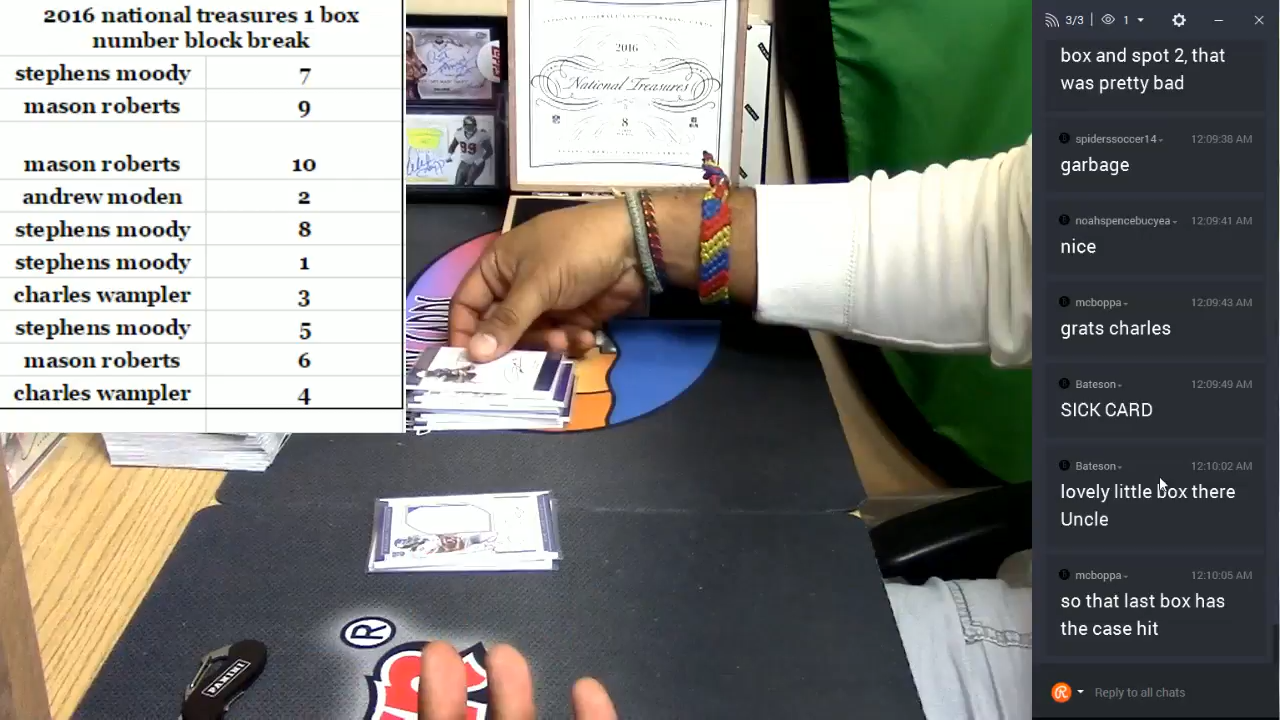 2016 national treasures 1 box
number block break
stephens moody 7
mason roberts 9
mason roberts 10
andrew moden 2
stephens moody 8
stephens moody 1
charles wampler 3
stephens moody 5
mason roberts 6
charles wampler 4
2016
National Treasures
8
99
PANINI
®
3/3
1
box and spot 2, that
was pretty bad
spiderssoccer14 12:09:38 AM
garbage
noahspencebucyea 12:09:41 AM
nice
mcboppa 12:09:43 AM
grats charles
Bateson 12:09:49 AM
SICK CARD
Bateson 12:10:02 AM
lovely little box there
Uncle
mcboppa 12:10:05 AM
so that last box has
the case hit
Reply to all chats